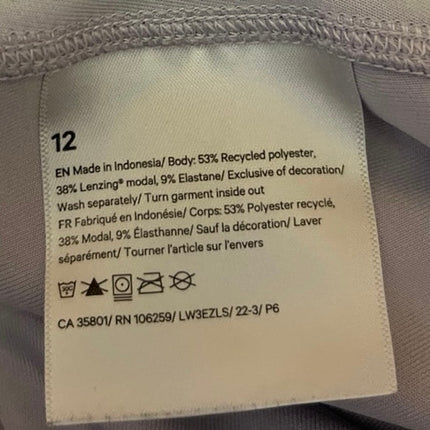 12
EN Made in Indonesia/ Body: 53% Recycled polyester,
38% Lenzing® modal, 9% Elastane/ Exclusive of decoration/
Wash separately/ Turn garment inside out
FR Fabriqué en Indonésie/ Corps: 53% Polyester recyclé,
38% Modal, 9% Élasthanne/ Sauf la décoration/ Laver
séparément/ Tourner l'article sur l'envers
CA 35801/ RN 106259/ LW3EZLS/ 22-3/ P6